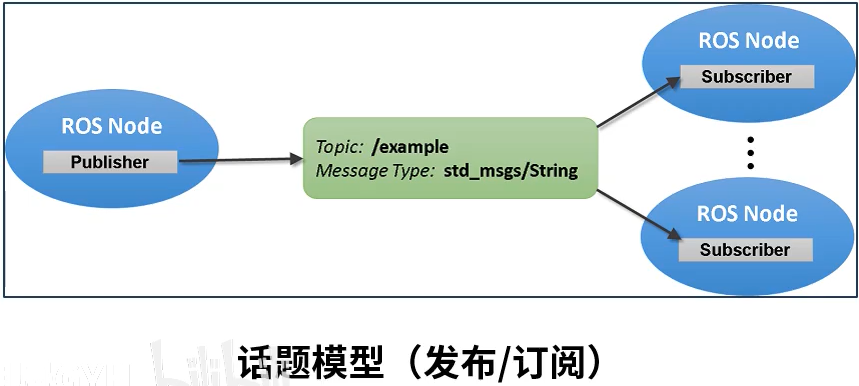 ROS Node
Publisher
Topic: /example
Message Type: std_msgs/String
ROS Node
Subscriber
ROS Node
Subscriber
话题模型（发布/订阅）